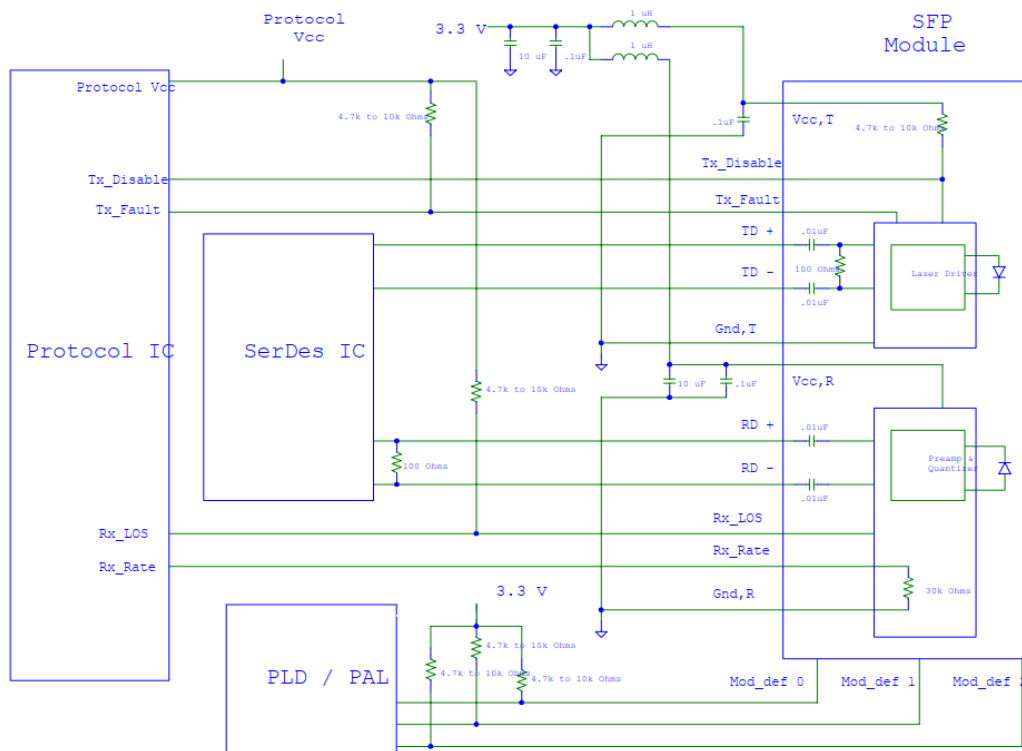 Protocol
Vcc
3.3 V
1 uH
1 uH
10 uF
.1uF
SFP
Module
Protocol Vcc
4.7k to 10k Ohms
.1uF
Vcc,T
4.7k to 10k Ohms
Tx_Disable
Tx_Disable
Tx_Fault
Tx_Fault
TD +
.01uF
TD -
100 Ohms
Laser Driver
.01uF
Gnd,T
Protocol IC
SerDes IC
4.7k to 10k Ohms
10 uF
.1uF
Vcc,R
RD +
.01uF
100 Ohms
RD -
Preamp &
Quantizer
.01uF
Rx_LOS
Rx_LOS
Rx_Rate
Rx_Rate
3.3 V
Gnd,R
30k Ohms
4.7k to 10k Ohms
PLD / PAL
4.7k to 10k Ohms
4.7k to 10k Ohms
Mod_def 0
Mod_def 1
Mod_def 2